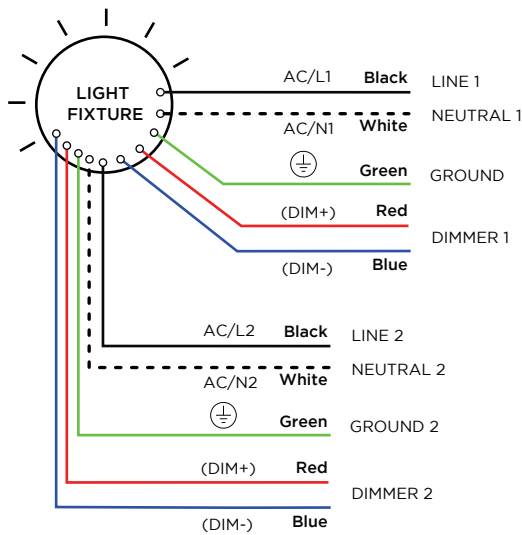 LIGHT
FIXTURE
AC/L1 Black LINE 1
AC/N1 White NEUTRAL 1
Green GROUND
(DIM+) Red
DIMMER 1
(DIM-) Blue
AC/L2 Black LINE 2
AC/N2 White NEUTRAL 2
Green GROUND 2
(DIM+) Red
DIMMER 2
(DIM-) Blue